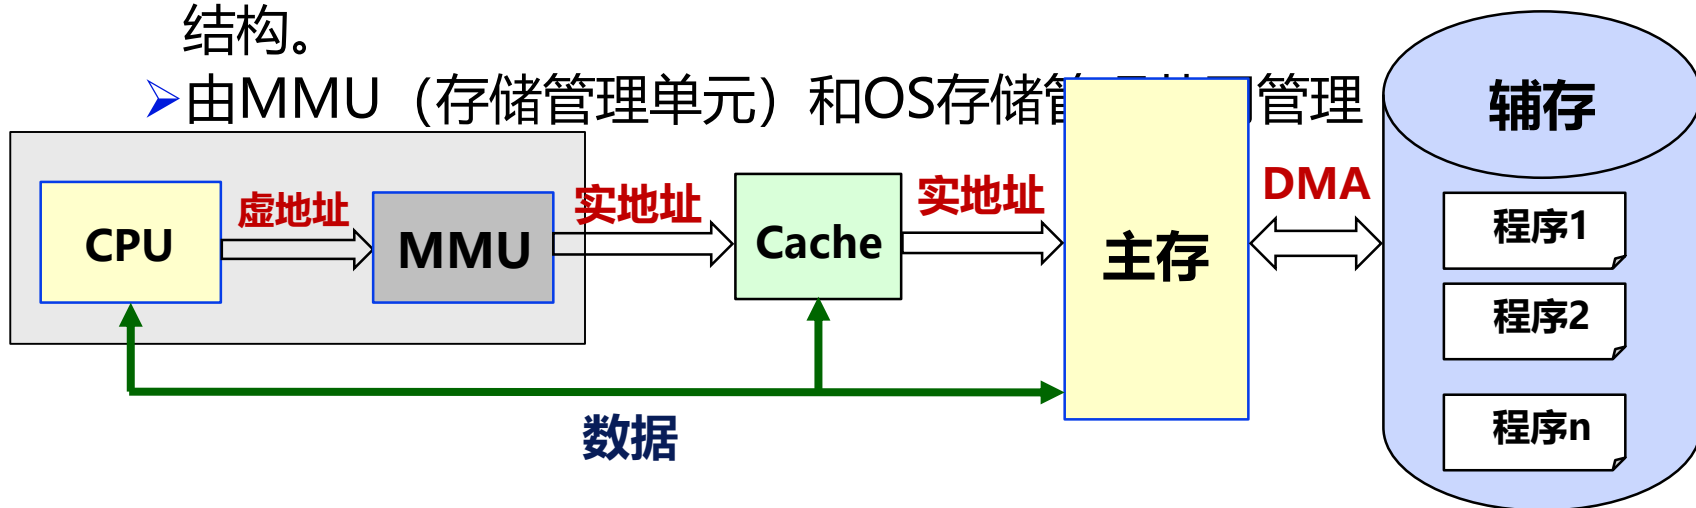 结构。
➢由MMU（存储管理单元）和OS存储管 管理
辅存
CPU
虚地址
MMU
实地址
Cache
实地址
主存
DMA
程序1
程序2
程序n
数据